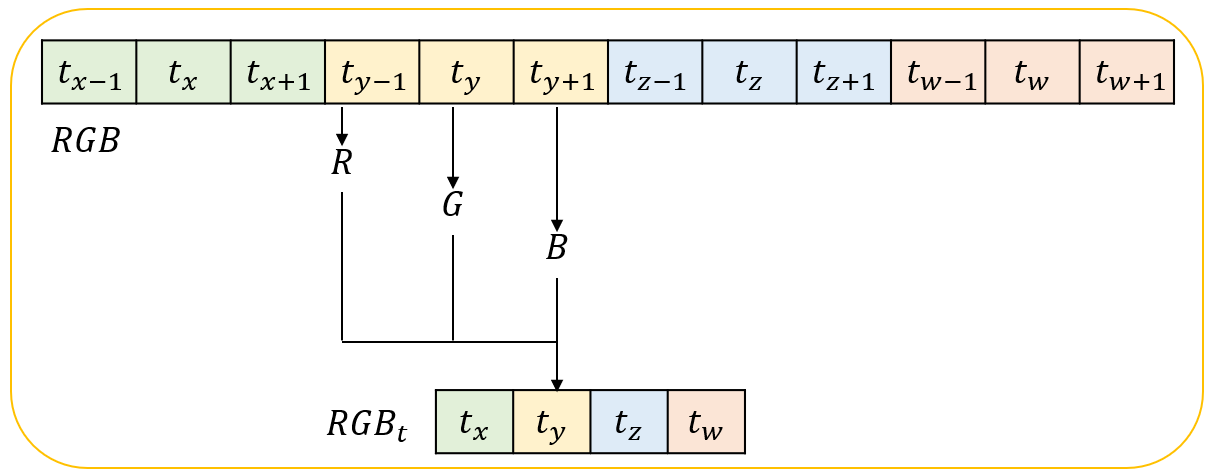 t_{x-1} t_x t_{x+1} t_{y-1} t_y t_{y+1} t_{z-1} t_z t_{z+1} t_{w-1} t_w t_{w+1}
RGB
R
G
B
RGB_t t_x t_y t_z t_w